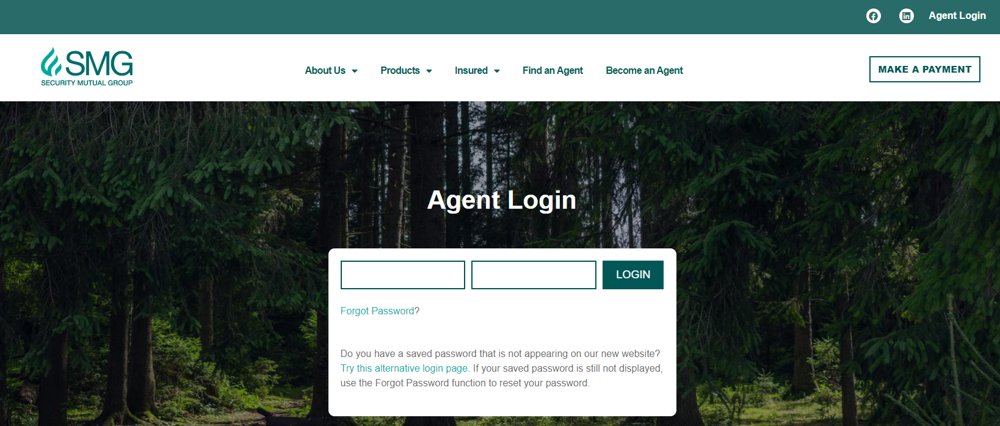 Agent Login
SMG
SECURITY MUTUAL GROUP
About Us
Products
Insured
Find an Agent
Become an Agent
MAKE A PAYMENT
Agent Login
LOGIN
Forgot Password?
Do you have a saved password that is not appearing on our new website?
Try this alternative login page. If your saved password is still not displayed,
use the Forgot Password function to reset your password.